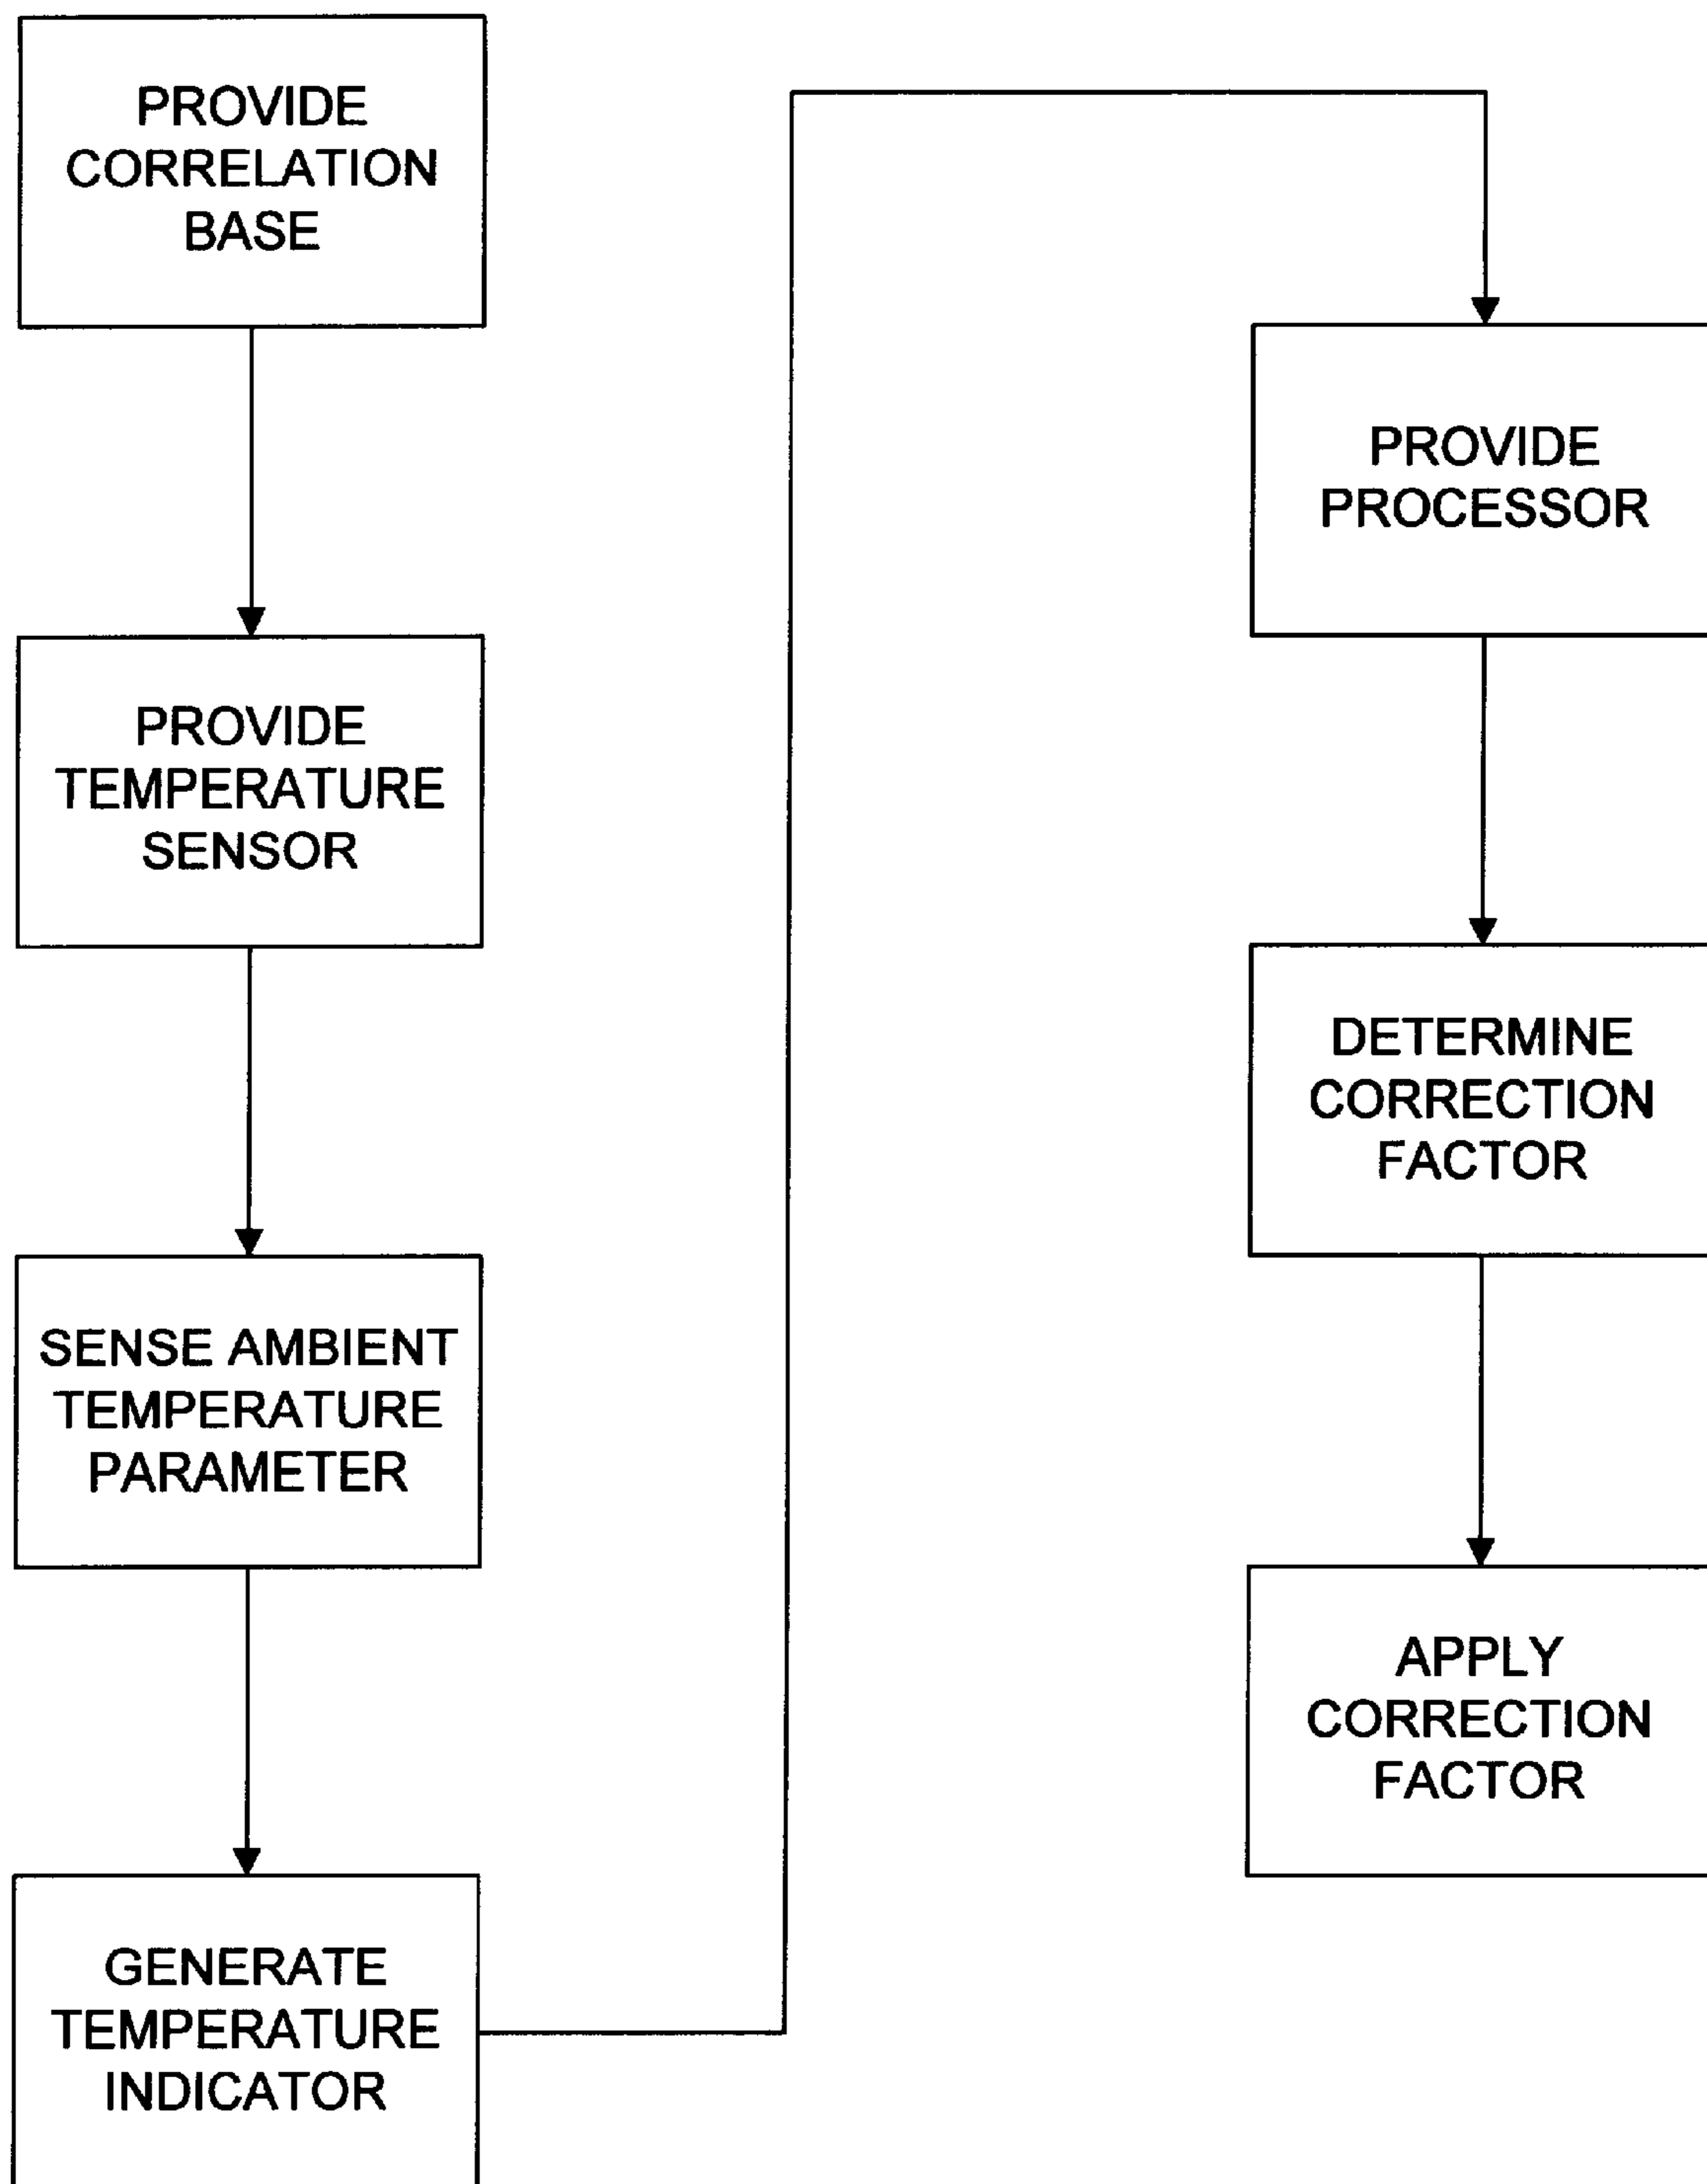 PROVIDE
CORRELATION
BASE
PROVIDE
TEMPERATURE
SENSOR
SENSE AMBIENT
TEMPERATURE
PARAMETER
GENERATE
TEMPERATURE
INDICATOR
PROVIDE
PROCESSOR
DETERMINE
CORRECTION
FACTOR
APPLY
CORRECTION
FACTOR